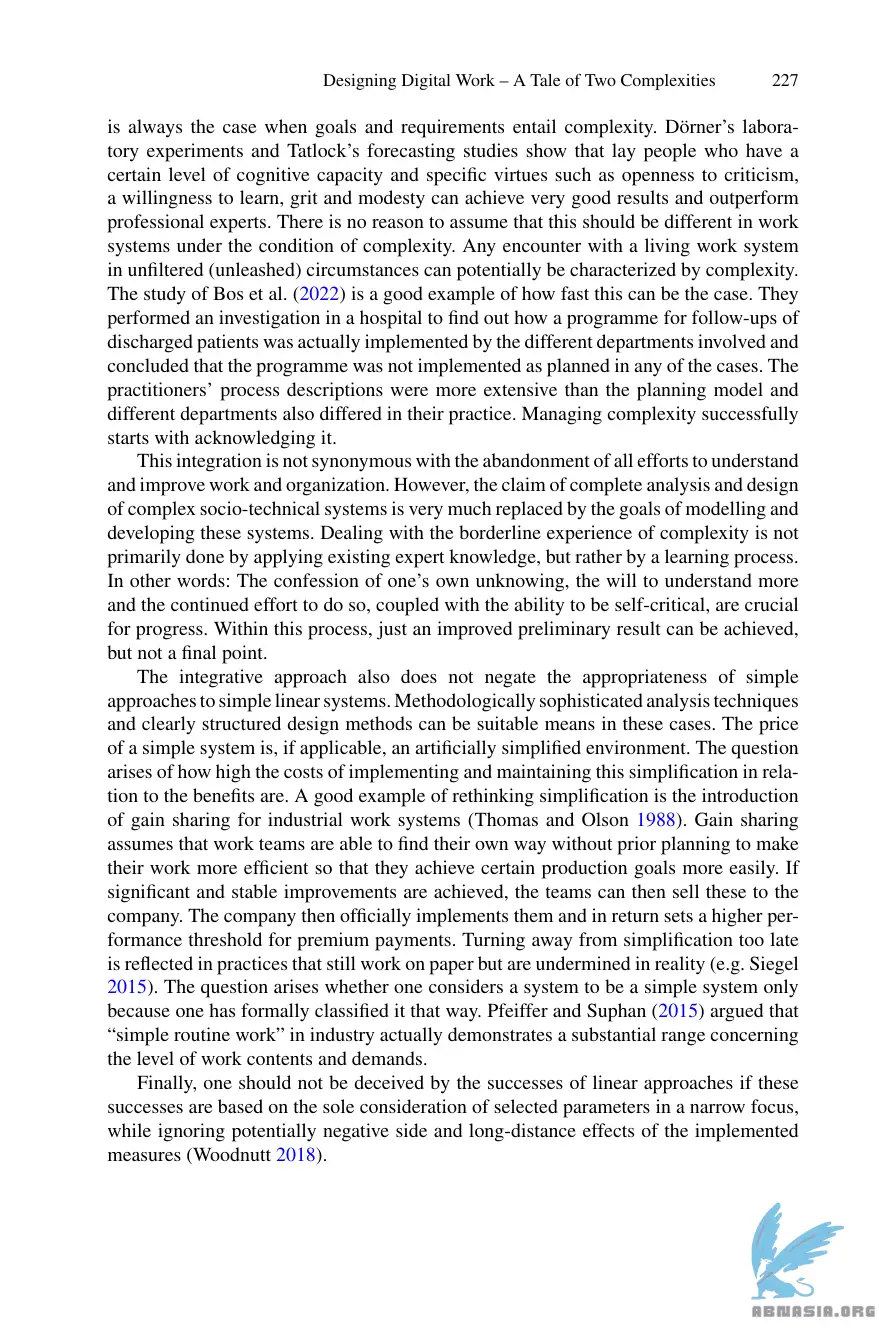 Designing Digital Work – A Tale of Two Complexities 227
is always the case when goals and requirements entail complexity. Dörner’s labora-
tory experiments and Tatlock’s forecasting studies show that lay people who have a
certain level of cognitive capacity and specific virtues such as openness to criticism,
a willingness to learn, grit and modesty can achieve very good results and outperform
professional experts. There is no reason to assume that this should be different in work
systems under the condition of complexity. Any encounter with a living work system
in unfiltered (unleashed) circumstances can potentially be characterized by complexity.
The study of Bos et al. (2022) is a good example of how fast this can be the case. They
performed an investigation in a hospital to find out how a programme for follow-ups of
discharged patients was actually implemented by the different departments involved and
concluded that the programme was not implemented as planned in any of the cases. The
practitioners’ process descriptions were more extensive than the planning model and
different departments also differed in their practice. Managing complexity successfully
starts with acknowledging it.
This integration is not synonymous with the abandonment of all efforts to understand
and improve work and organization. However, the claim of complete analysis and design
of complex socio-technical systems is very much replaced by the goals of modelling and
developing these systems. Dealing with the borderline experience of complexity is not
primarily done by applying existing expert knowledge, but rather by a learning process.
In other words: The confession of one’s own unknowing, the will to understand more
and the continued effort to do so, coupled with the ability to be self-critical, are crucial
for progress. Within this process, just an improved preliminary result can be achieved,
but not a final point.
The integrative approach also does not negate the appropriateness of simple
approaches to simple linear systems. Methodologically sophisticated analysis techniques
and clearly structured design methods can be suitable means in these cases. The price
of a simple system is, if applicable, an artificially simplified environment. The question
arises of how high the costs of implementing and maintaining this simplification in rela-
tion to the benefits are. A good example of rethinking simplification is the introduction
of gain sharing for industrial work systems (Thomas and Olson 1988). Gain sharing
assumes that work teams are able to find their own way without prior planning to make
their work more efficient so that they achieve certain production goals more easily. If
significant and stable improvements are achieved, the teams can then sell these to the
company. The company then officially implements them and in return sets a higher per-
formance threshold for premium payments. Turning away from simplification too late
is reflected in practices that still work on paper but are undermined in reality (e.g. Siegel
2015). The question arises whether one considers a system to be a simple system only
because one has formally classified it that way. Pfeiffer and Suphan (2015) argued that
“simple routine work” in industry actually demonstrates a substantial range concerning
the level of work contents and demands.
Finally, one should not be deceived by the successes of linear approaches if these
successes are based on the sole consideration of selected parameters in a narrow focus,
while ignoring potentially negative side and long-distance effects of the implemented
measures (Woodnutt 2018).
ABNASIA.ORG